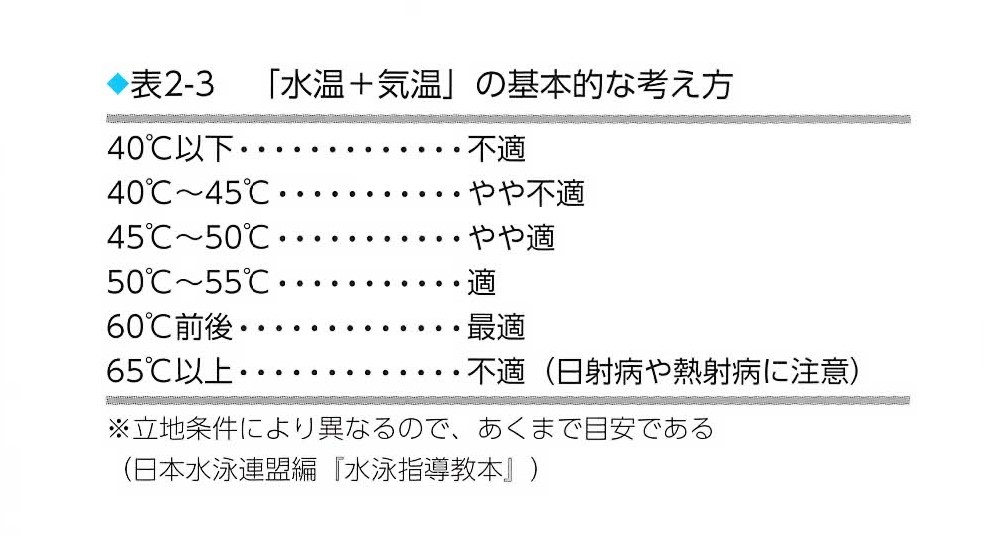 ◆表2-3　「水温＋気温」の基本的な考え方
40℃以下・・・・・・・・・・・・・不適
40℃～45℃・・・・・・・・・・・やや不適
45℃～50℃・・・・・・・・・・・やや適
50℃～55℃・・・・・・・・・・・適
60℃前後・・・・・・・・・・・・・最適
65℃以上・・・・・・・・・・・・・不適（日射病や熱射病に注意）
※立地条件により異なるので、あくまで目安である
（日本水泳連盟編『水泳指導教本』）